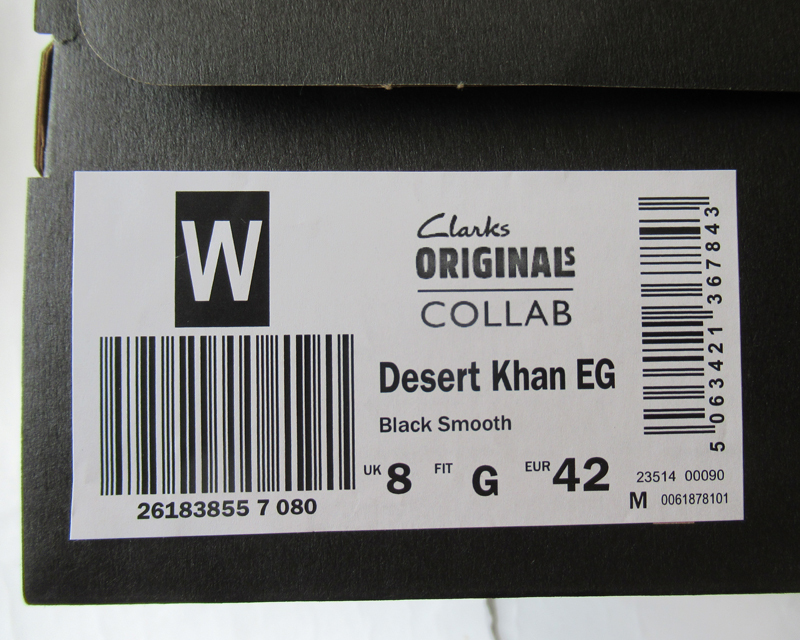 W
Clarks
ORIGINALS
COLLAB
Desert Khan EG
Black Smooth
UK 8 FIT G EUR 42
26183855 7 080
5 063421 367843
23514 00090
M 0061878101